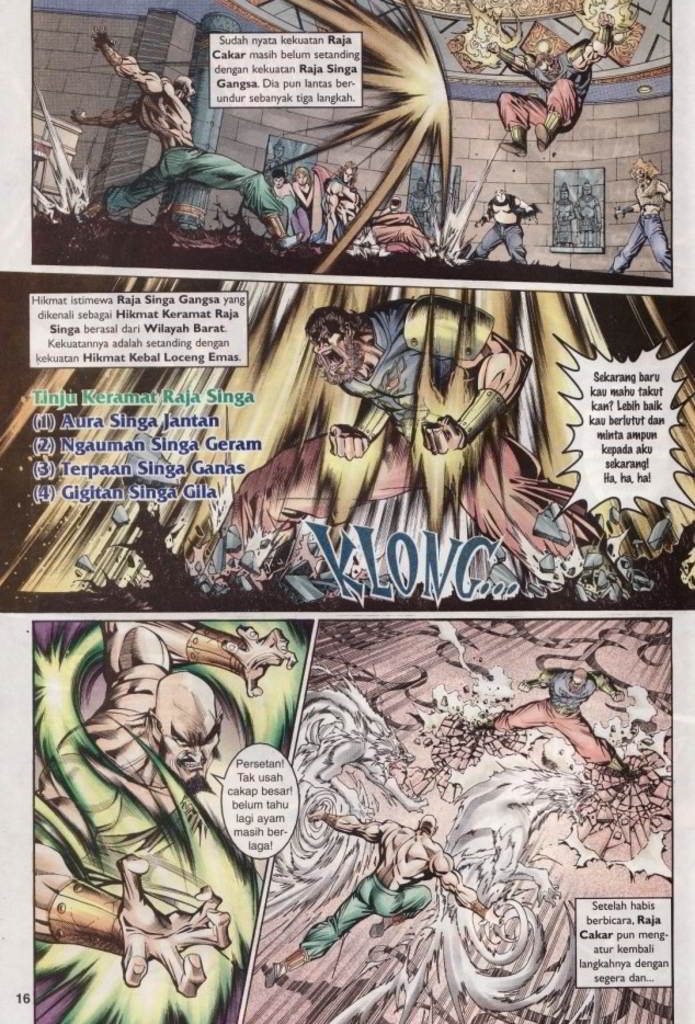 Sudah nyata kekuatan Raja
Cakar masih belum setanding
dengan kekuatan Raja Singa
Gangsa. Dia pun lantas ber-
undur sebanyak tiga langkah.
Hikmat istimewa Raja Singa Gangsa yang
dikenali sebagai Hikmat Keramat Raja
Singa berasal dari Wilayah Barat.
Kekuatannya adalah setanding dengan
kekuatan Hikmat Kebal Loceng Emas.
Tinju Keramat Raja Singa
(1) Aura Singa Jantan
(2) Ngauman Singa Geram
(3) Terpaan Singa Ganas
(4) Gigitan Singa Gila
Sekarang baru
kau mahu takut
kan? Lebih baik
kau berlutut dan
minta ampun
kepada aku
sekarang!
Ha, ha, ha!
KLONG...
Persetan!
Tak usah
cakap besar!
belum tahu
lagi ayam
masih ber-
laga!
Setelah habis
berbicara, Raja
Cakar pun meng-
atur kembali
langkahnya dengan
segera dan...
16